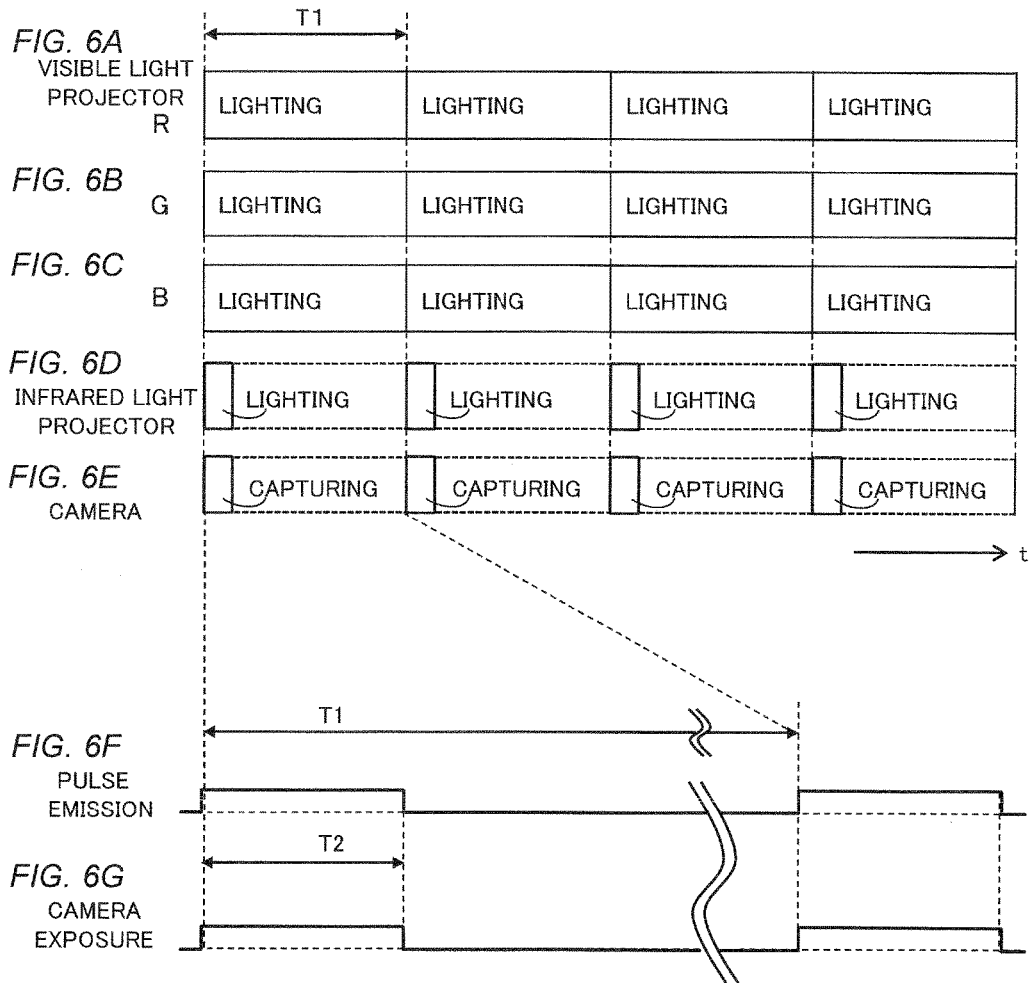 T1
FIG. 6A
VISIBLE LIGHT
PROJECTOR
R
LIGHTING LIGHTING LIGHTING LIGHTING
FIG. 6B
G
LIGHTING LIGHTING LIGHTING LIGHTING
FIG. 6C
B
LIGHTING LIGHTING LIGHTING LIGHTING
FIG. 6D
INFRARED LIGHT
PROJECTOR
LIGHTING LIGHTING LIGHTING LIGHTING
FIG. 6E
CAMERA
CAPTURING CAPTURING CAPTURING CAPTURING
t
T1
FIG. 6F
PULSE
EMISSION
T2
FIG. 6G
CAMERA
EXPOSURE